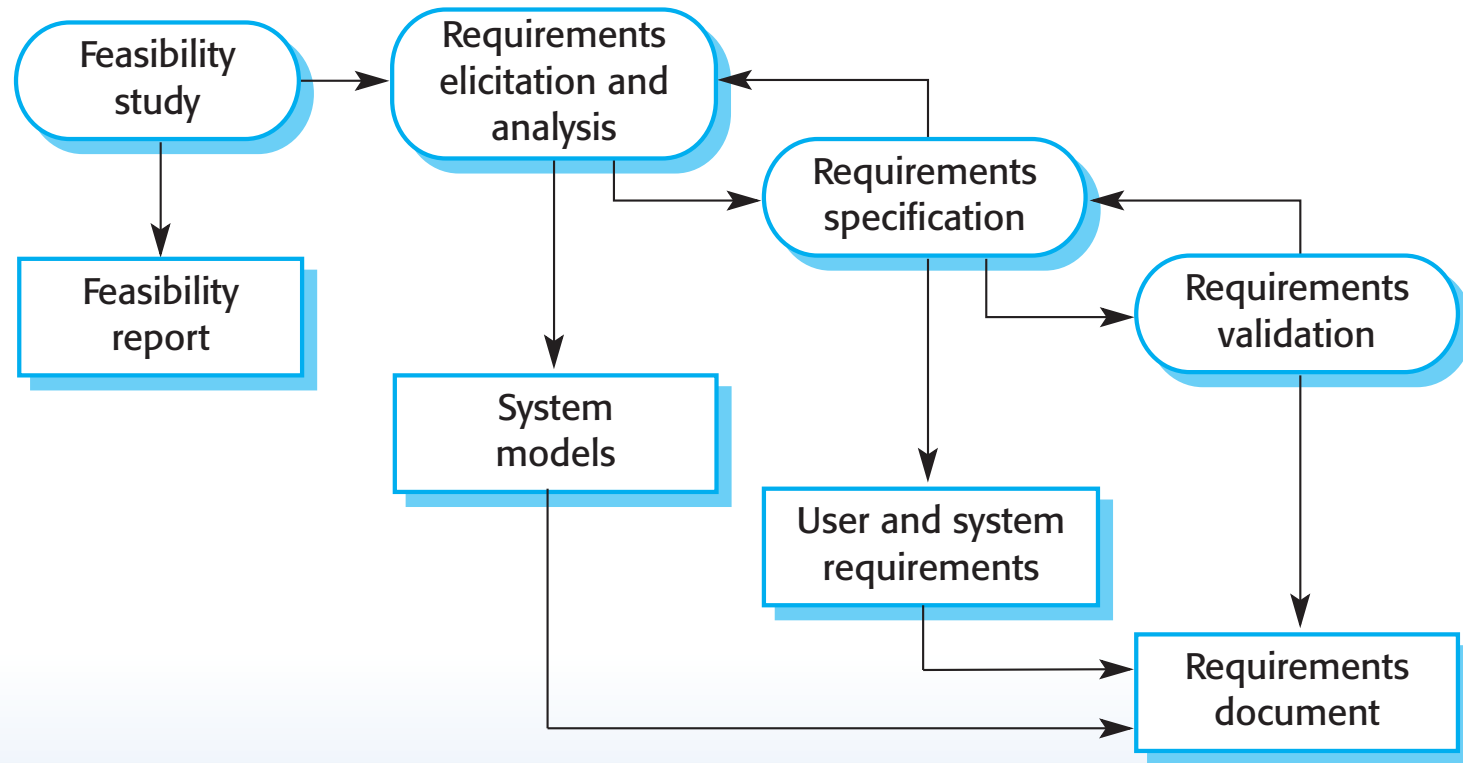 Feasibility
study
Requirements
elicitation and
analysis
Requirements
specification
Requirements
validation
Feasibility
report
System
models
User and system
requirements
Requirements
document